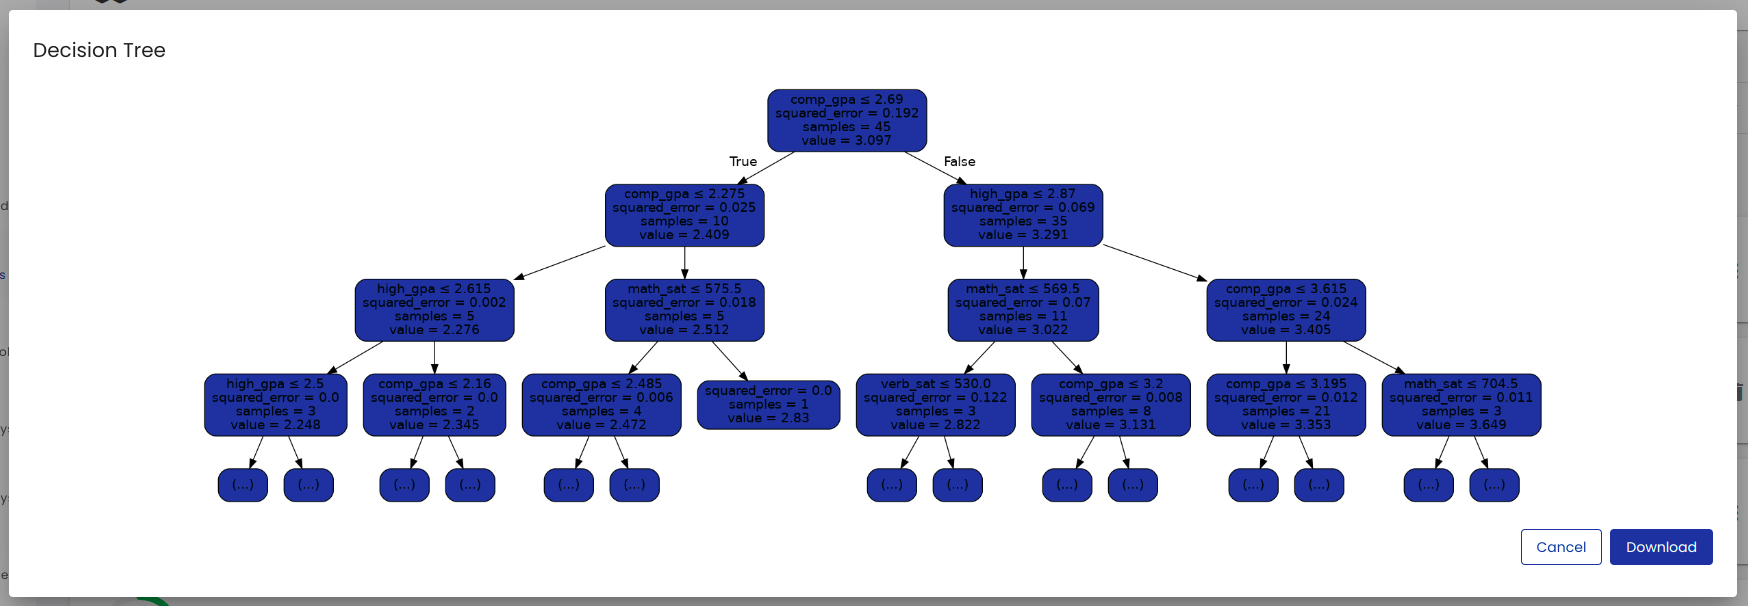 Decision Tree
comp_gpa ≤ 2.69
squared_error = 0.192
samples = 45
value = 3.097
True
False
comp_gpa ≤ 2.275
squared_error = 0.025
samples = 10
value = 2.409
high_gpa ≤ 2.87
squared_error = 0.069
samples = 35
value = 3.291
high_gpa ≤ 2.615
squared_error = 0.002
samples = 5
value = 2.276
math_sat ≤ 575.5
squared_error = 0.018
samples = 5
value = 2.512
math_sat ≤ 569.5
squared_error = 0.07
samples = 11
value = 3.022
comp_gpa ≤ 3.615
squared_error = 0.024
samples = 24
value = 3.405
high_gpa ≤ 2.5
squared_error = 0.0
samples = 3
value = 2.248
comp_gpa ≤ 2.16
squared_error = 0.0
samples = 2
value = 2.345
comp_gpa ≤ 2.485
squared_error = 0.006
samples = 4
value = 2.472
squared_error = 0.0
samples = 1
value = 2.83
verb_sat ≤ 530.0
squared_error = 0.122
samples = 3
value = 2.822
comp_gpa ≤ 3.2
squared_error = 0.008
samples = 8
value = 3.131
comp_gpa ≤ 3.195
squared_error = 0.012
samples = 21
value = 3.353
math_sat ≤ 704.5
squared_error = 0.011
samples = 3
value = 3.649
(...)
(...)
(...)
(...)
(...)
(...)
(...)
(...)
(...)
(...)
(...)
(...)
(...)
(...)
Cancel
Download